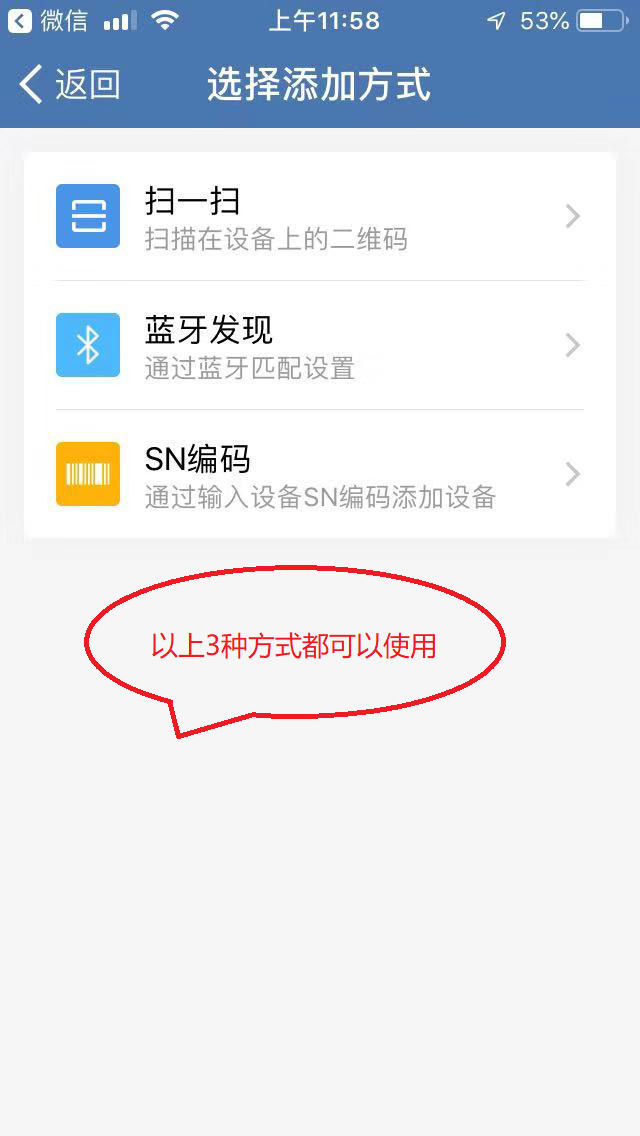 微信 上午11:58 53%
返回 选择添加方式
扫一扫
扫描在设备上的二维码
蓝牙发现
通过蓝牙匹配设置
SN编码
通过输入设备SN编码添加设备
以上3种方式都可以使用